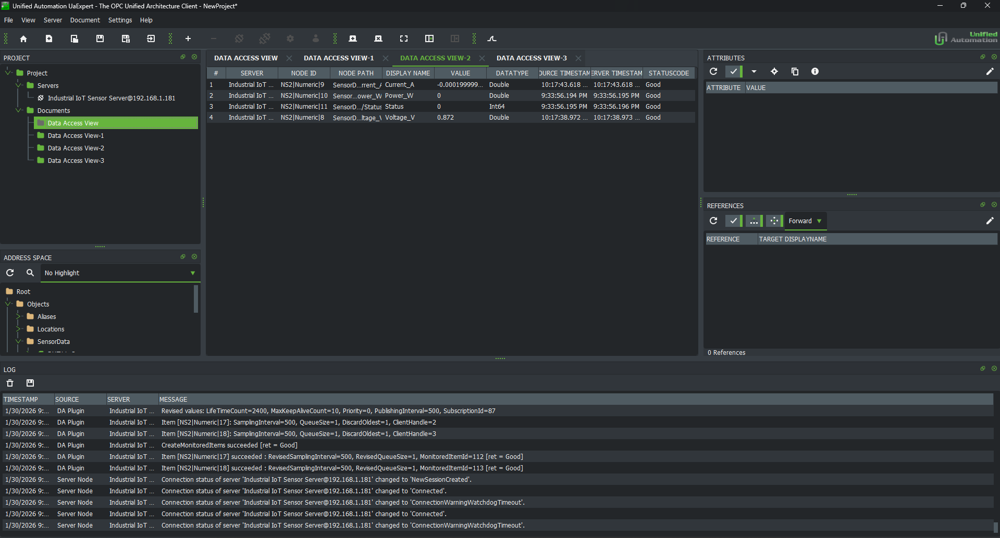 Unified Automation UaExpert - The OPC Unified Architecture Client - NewProject*
File View Server Document Settings Help
Unified Automation
PROJECT
Project
Servers
Industrial IoT Sensor Server@192.168.1.181
Documents
Data Access View
Data Access View-1
Data Access View-2
Data Access View-3
ADDRESS SPACE
No Highlight
Root
Objects
Aliases
Locations
SensorData
DATA ACCESS VIEW DATA ACCESS VIEW-1 DATA ACCESS VIEW-2 DATA ACCESS VIEW-3
# SERVER NODE ID NODE PATH DISPLAY NAME VALUE DATATYPE OURCE TIMESTAM ERVER TIMESTAM STATUSCODE
1 Industrial IoT ... NS2|Numeric|9 SensorD...rrent_A Current_A -0.000199999... Double 10:17:43.618 ... 10:17:43.618 ... Good
2 Industrial IoT ... NS2|Numeric|10 Sensor...ower_W Power_W 0 Double 9:33:56.194 PM 9:33:56.195 PM Good
3 Industrial IoT ... NS2|Numeric|11 SensorD.../Status Status 0 Int64 9:33:56.195 PM 9:33:56.196 PM Good
4 Industrial IoT ... NS2|Numeric|8 SensorD...ltage_V Voltage_V 0.872 Double 10:17:38.972 ... 10:17:38.973 ... Good
ATTRIBUTES
ATTRIBUTE VALUE
REFERENCES
Forward
REFERENCE TARGET DISPLAYNAME
0 References
LOG
TIMESTAMP SOURCE SERVER MESSAGE
1/30/2026 9:... DA Plugin Industrial IoT ... Revised values: LifeTimeCount=2400, MaxKeepAliveCount=10, Priority=0, PublishingInterval=500, SubscriptionId=87
1/30/2026 9:... DA Plugin Industrial IoT ... Item [NS2|Numeric|17]: SamplingInterval=500, QueueSize=1, DiscardOldest=1, ClientHandle=2
1/30/2026 9:... DA Plugin Industrial IoT ... Item [NS2|Numeric|18]: SamplingInterval=500, QueueSize=1, DiscardOldest=1, ClientHandle=3
1/30/2026 9:... DA Plugin Industrial IoT ... CreateMonitoredItems succeeded [ret = Good]
1/30/2026 9:... DA Plugin Industrial IoT ... Item [NS2|Numeric|17] succeeded : RevisedSamplingInterval=500, RevisedQueueSize=1, MonitoredItemId=112 [ret = Good]
1/30/2026 9:... DA Plugin Industrial IoT ... Item [NS2|Numeric|18] succeeded : RevisedSamplingInterval=500, RevisedQueueSize=1, MonitoredItemId=113 [ret = Good]
1/30/2026 9:... Server Node Industrial IoT ... Connection status of server 'Industrial IoT Sensor Server@192.168.1.181' changed to 'NewSessionCreated'.
1/30/2026 9:... Server Node Industrial IoT ... Connection status of server 'Industrial IoT Sensor Server@192.168.1.181' changed to 'Connected'.
1/30/2026 9:... Server Node Industrial IoT ... Connection status of server 'Industrial IoT Sensor Server@192.168.1.181' changed to 'ConnectionWarningWatchdogTimeout'.
1/30/2026 9:... Server Node Industrial IoT ... Connection status of server 'Industrial IoT Sensor Server@192.168.1.181' changed to 'Connected'.
1/30/2026 9:... Server Node Industrial IoT ... Connection status of server 'Industrial IoT Sensor Server@192.168.1.181' changed to 'ConnectionWarningWatchdogTimeout'.